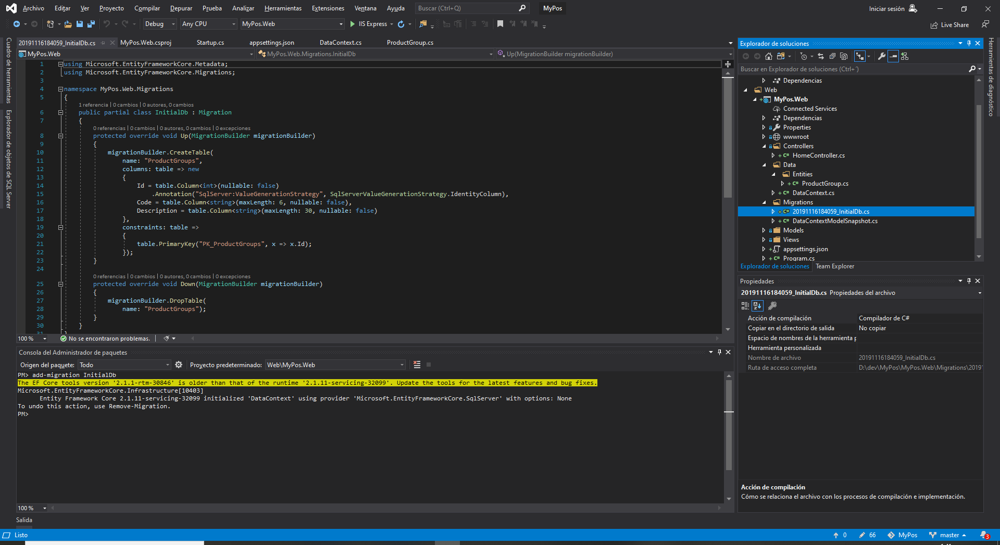 Archivo Editar Ver Proyecto Compilar Depurar Prueba Analizar Herramientas Extensiones Ventana Ayuda Buscar (Ctrl+Q) MyPos Iniciar sesión
Debug Any CPU MyPos.Web IIS Express Live Share
Cuadro de herramientas
Explorador de objetos de SQL Server
20191116184059_InitialDb.cs MyPos.Web.csproj Startup.cs appsettings.json DataContext.cs ProductGroup.cs
MyPos.Web MyPos.Web.Migrations.InitialDb Up(MigrationBuilder migrationBuilder)
1 using Microsoft.EntityFrameworkCore.Metadata;
2 using Microsoft.EntityFrameworkCore.Migrations;
3
4 namespace MyPos.Web.Migrations
5 {
1 referencia | 0 cambios | 0 autores, 0 cambios
6 public partial class InitialDb : Migration
7 {
0 referencias | 0 cambios | 0 autores, 0 cambios | 0 excepciones
8 protected override void Up(MigrationBuilder migrationBuilder)
9 {
10 migrationBuilder.CreateTable(
11 name: "ProductGroups",
12 columns: table => new
13 {
14 Id = table.Column<int>(nullable: false)
15 .Annotation("SqlServer:ValueGenerationStrategy", SqlServerValueGenerationStrategy.IdentityColumn),
16 Code = table.Column<string>(maxLength: 6, nullable: false),
17 Description = table.Column<string>(maxLength: 30, nullable: false)
18 },
19 constraints: table =>
20 {
21 table.PrimaryKey("PK_ProductGroups", x => x.Id);
22 });
23 }
24
0 referencias | 0 cambios | 0 autores, 0 cambios | 0 excepciones
25 protected override void Down(MigrationBuilder migrationBuilder)
26 {
27 migrationBuilder.DropTable(
28 name: "ProductGroups");
29 }
30 }
31 }
100 % No se encontraron problemas.
Consola del Administrador de paquetes
Origen del paquete: Todo Proyecto predeterminado: Web\MyPos.Web
PM> add-migration InitialDb
The EF Core tools version '2.1.1-rtm-30846' is older than that of the runtime '2.1.11-servicing-32099'. Update the tools for the latest features and bug fixes.
Microsoft.EntityFrameworkCore.Infrastructure[10403]
Entity Framework Core 2.1.11-servicing-32099 initialized 'DataContext' using provider 'Microsoft.EntityFrameworkCore.SqlServer' with options: None
To undo this action, use Remove-Migration.
PM>
100 %
Salida
Explorador de soluciones
Buscar en Explorador de soluciones (Ctrl+´)
Dependencias
Web
MyPos.Web
Connected Services
Dependencias
Properties
wwwroot
Controllers
C# HomeController.cs
Data
Entities
C# ProductGroup.cs
C# DataContext.cs
Migrations
C# 20191116184059_InitialDb.cs
C# DataContextModelSnapshot.cs
Models
Views
appsettings.json
C# Program.cs
Explorador de soluciones Team Explorer
Propiedades
20191116184059_InitialDb.cs Propiedades del archivo
Acción de compilación Compilador de C#
Copiar en el directorio de salida No copiar
Espacio de nombres de la herramienta p
Herramienta personalizada
Nombre de archivo 20191116184059_InitialDb.cs
Ruta de acceso completa D:\dev\MyPos\MyPos.Web\Migrations\2019
Acción de compilación
Cómo se relaciona el archivo con los procesos de compilación e implementación.
Herramientas de diagnóstico
Listo 0 66 MyPos master 3